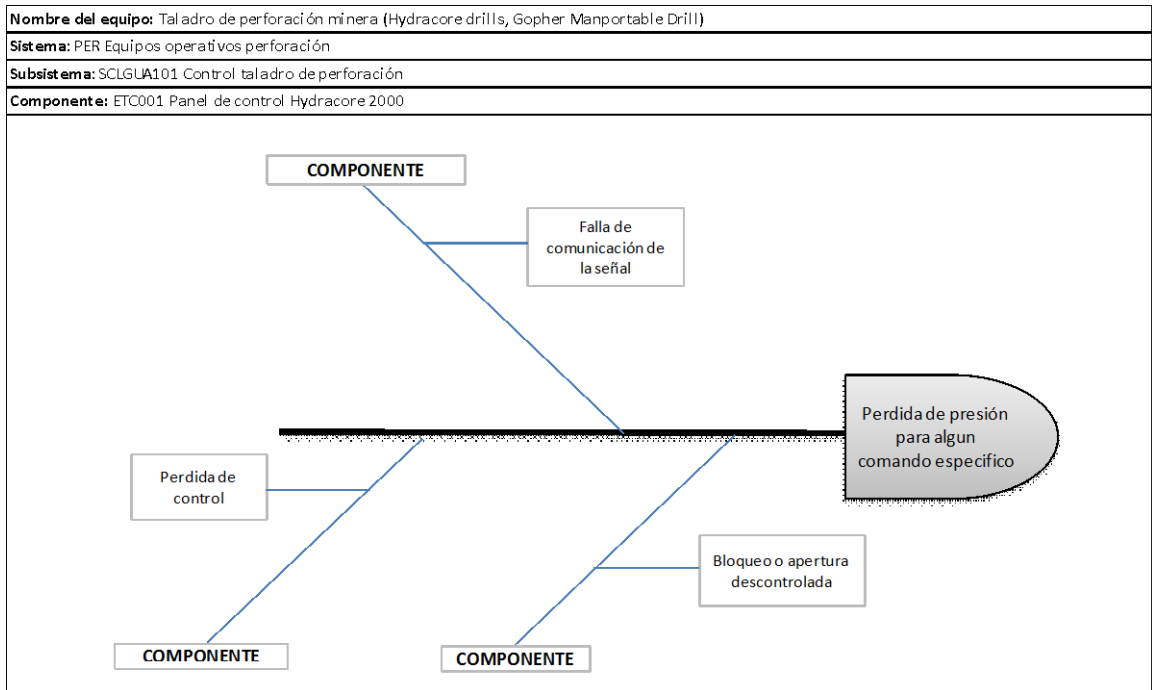 Nombre del equipo: Taladro de perforación minera (Hydracore drills, Gopher Manportable Drill)
Sistema: PER Equipos operativos perforación
Subsistema: SCLGUA101 Control taladro de perforación
Componente: ETC001 Panel de control Hydracore 2000
COMPONENTE
Falla de
comunicación de
la señal
Perdida de presión
para algun
comando especifico
Perdida de
control
Bloqueo o apertura
descontrolada
COMPONENTE
COMPONENTE